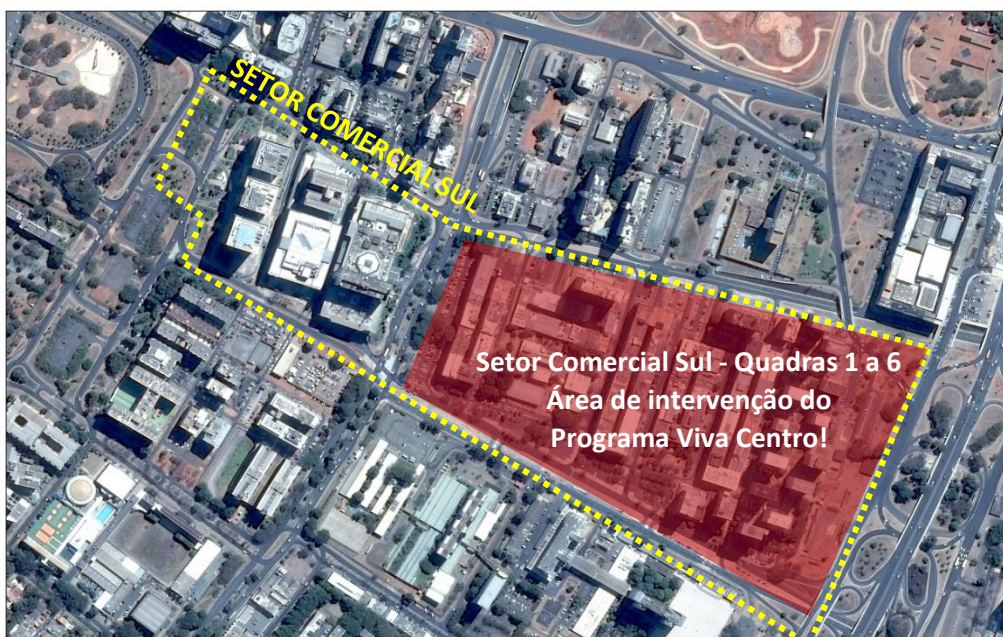 SETOR COMERCIAL SUL
Setor Comercial Sul - Quadras 1 a 6
Área de intervenção do
Programa Viva Centro!